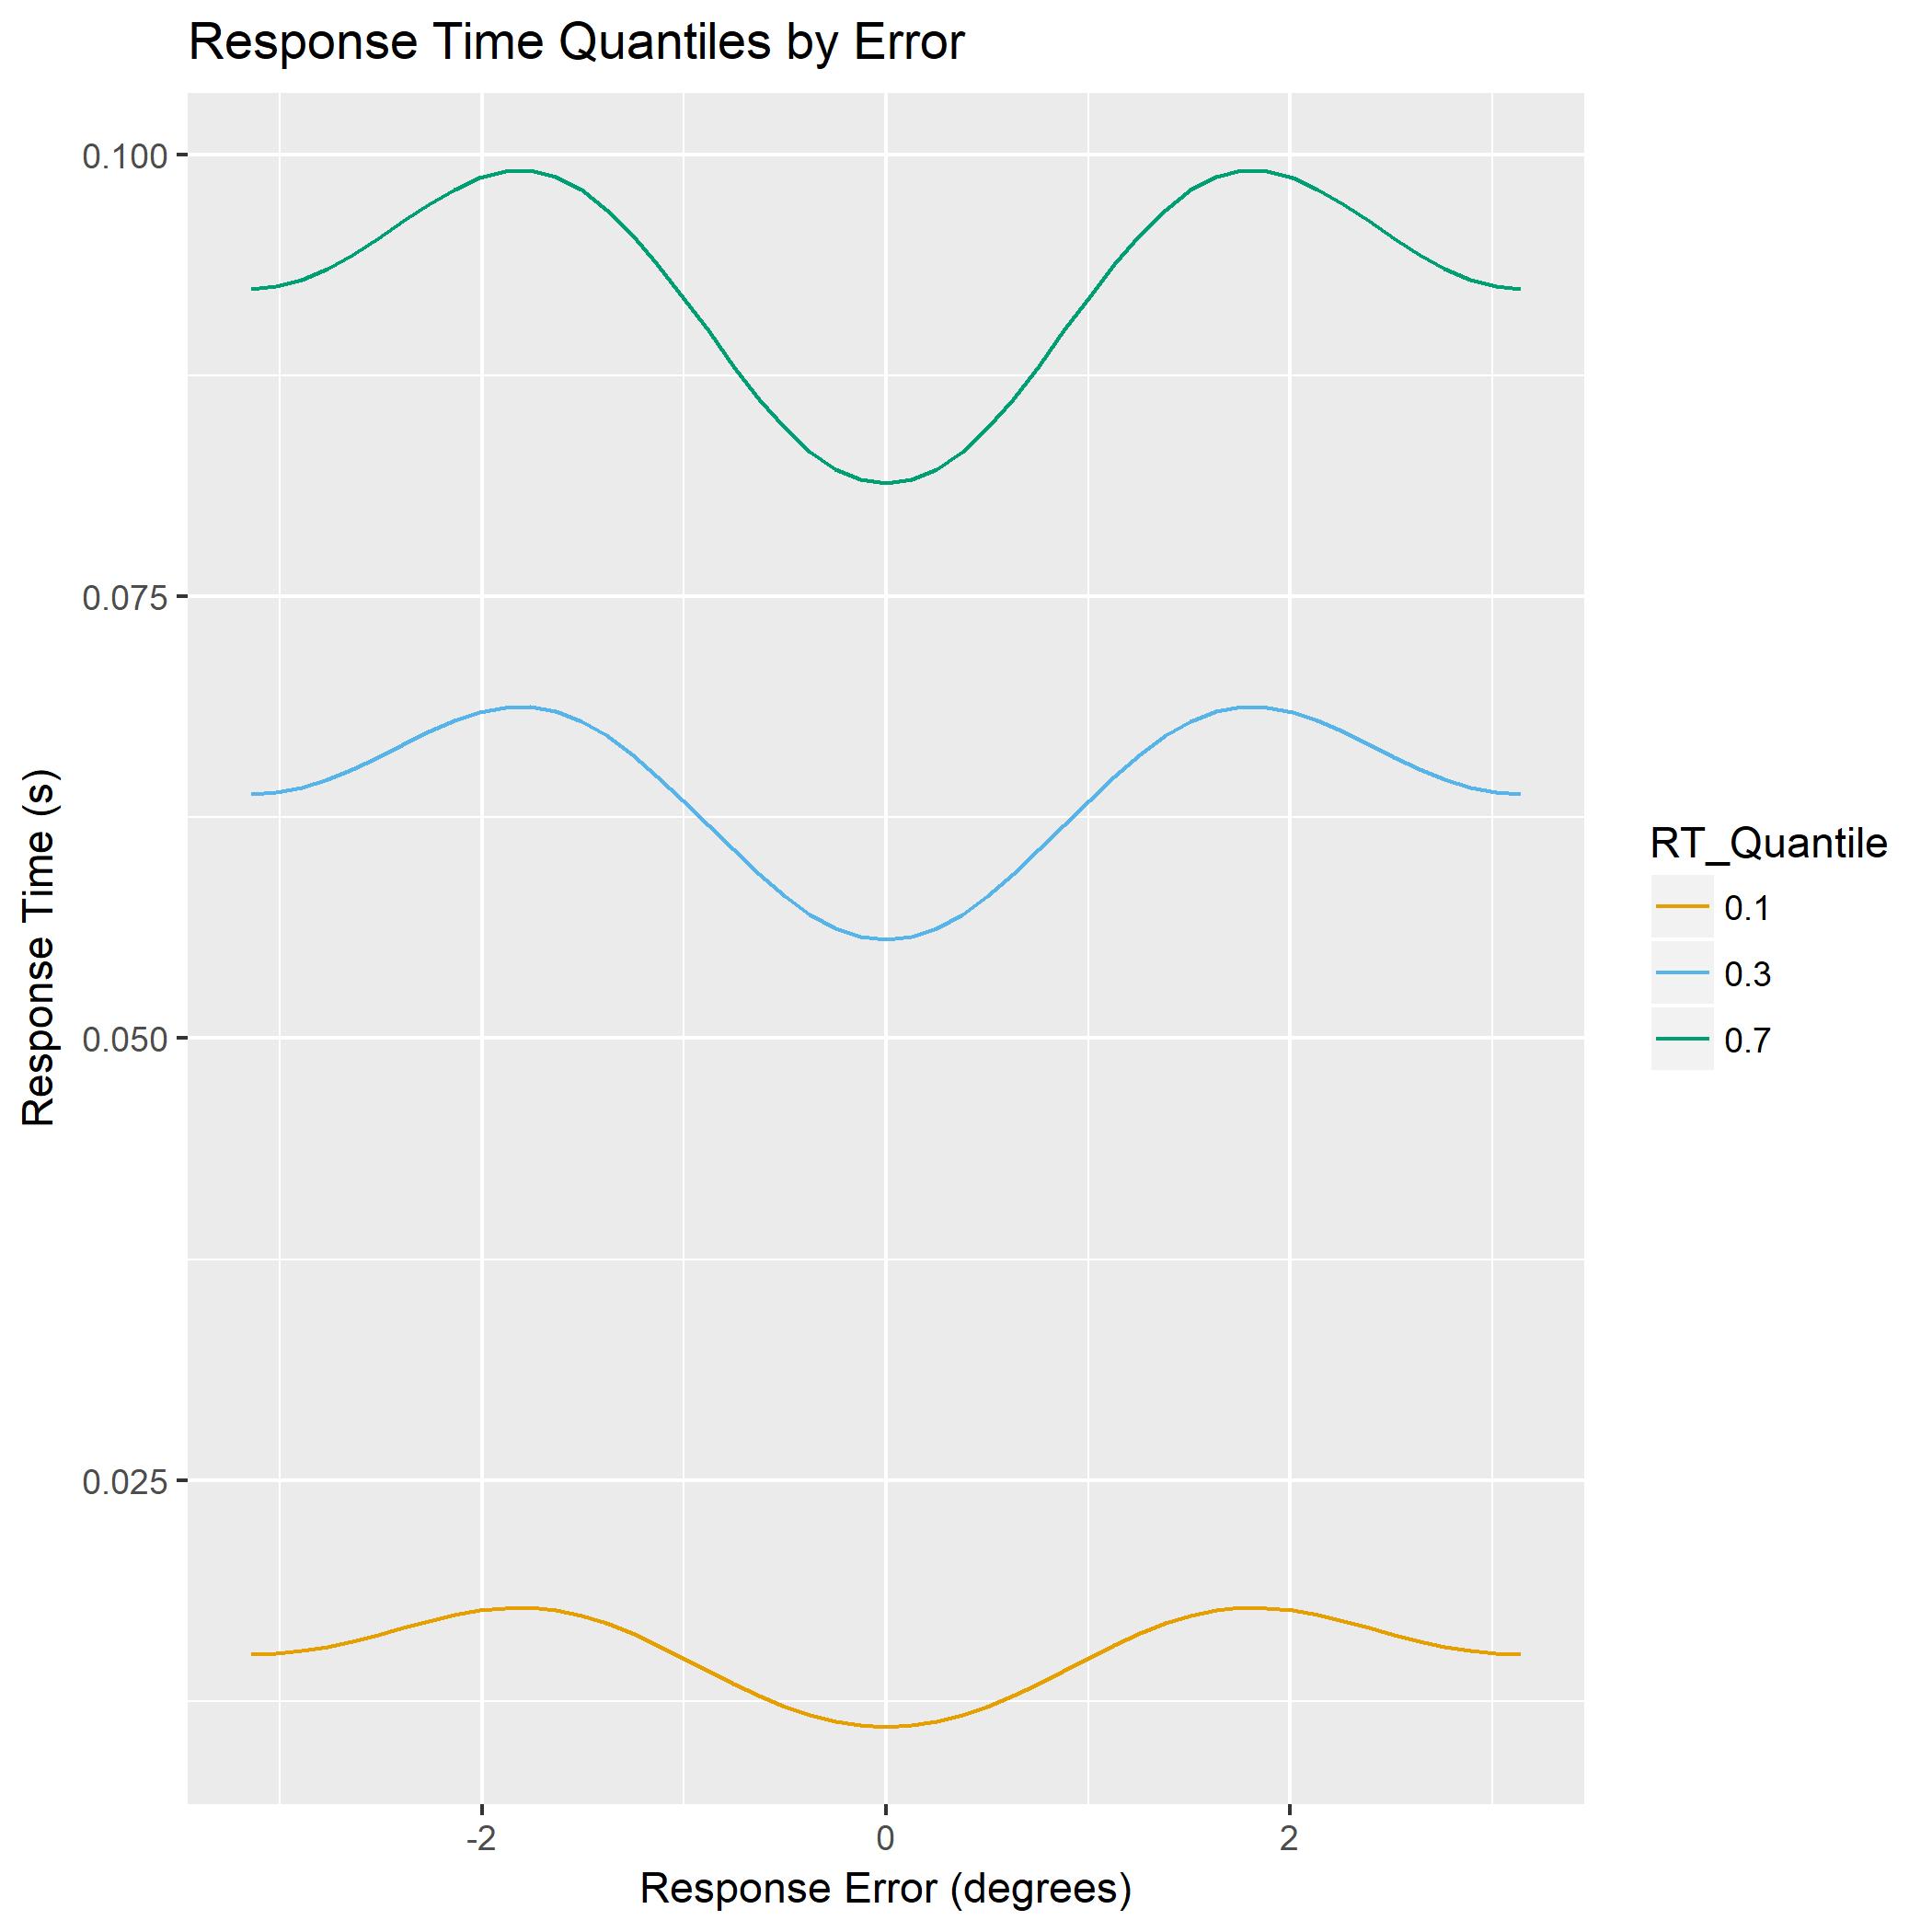 Response Time Quantiles by Error
0.100
0.075
0.050
0.025
Response Time (s)
-2
0
2
Response Error (degrees)
RT_Quantile
0.1
0.3
0.7